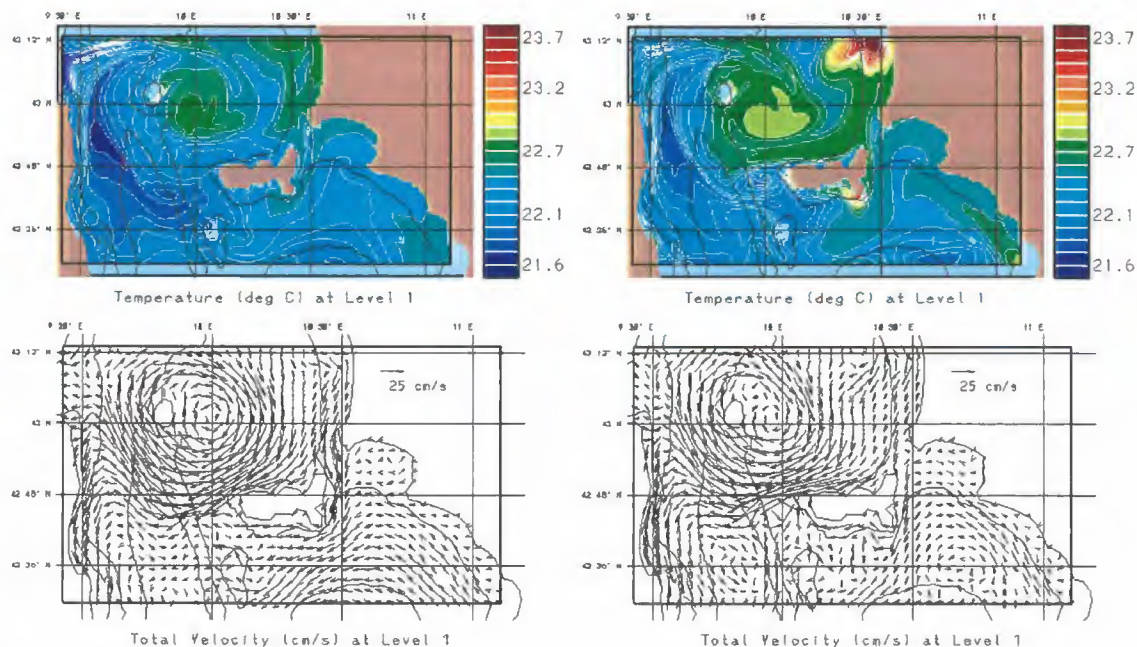 9 30' E 10 E 10 30' E 11 E
43 12' N
43 N
42 48' N
42 36' N
23.7
23.3
22.7
22.1
21.6
Temperature (deg C) at Level 1
9 30' E 10 E 10 30' E 11 E
43 12' N
43 N
42 48' N
42 36' N
23.7
23.3
22.7
22.1
21.6
Temperature (deg C) at Level 1
9 30' E 10 E 10 30' E 11 E
43 12' N
43 N
42 48' N
42 36' N
25 cm/s
Total Velocity (cm/s) at Level 1
9 30' E 10 E 10 30' E 11 E
43 12' N
43 N
42 48' N
42 36' N
25 cm/s
Total Velocity (cm/s) at Level 1